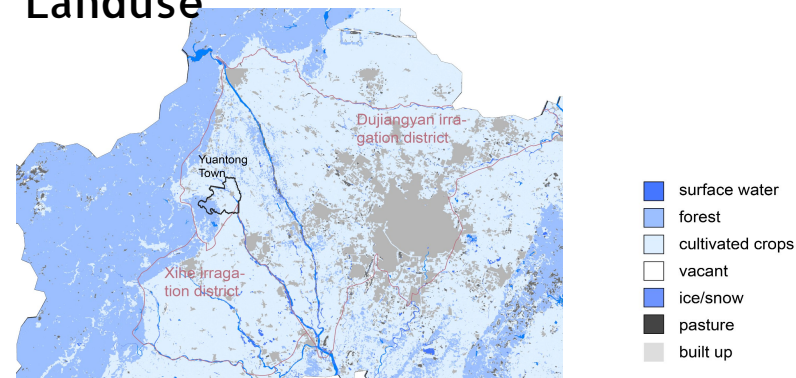 Landuse
Dujiangyan irra-
gation district
Yuantong
Town
Xihe irraga-
tion district
surface water
forest
cultivated crops
vacant
ice/snow
pasture
built up